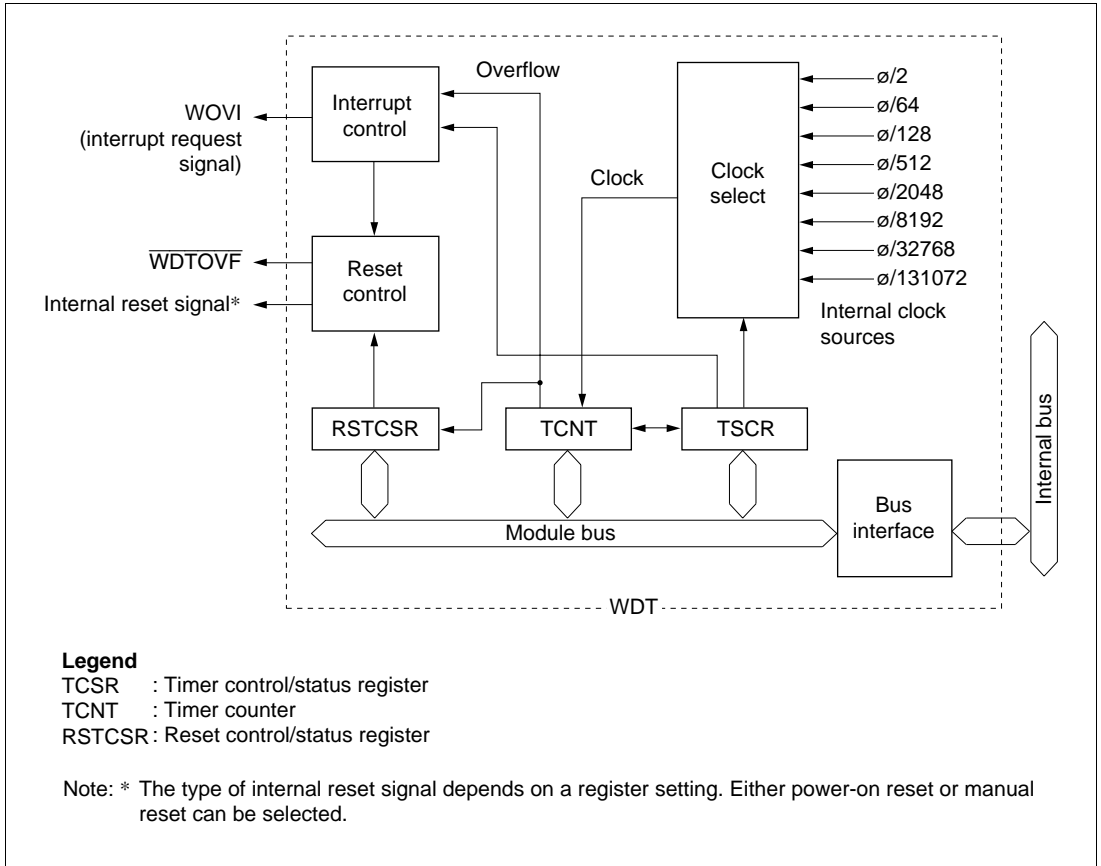 Overflow
Interrupt
control
WOVI
(interrupt request
signal)
Clock
Clock
select
ø/2
ø/64
ø/128
ø/512
ø/2048
ø/8192
ø/32768
ø/131072
Internal clock
sources
WDTOVF
Internal reset signal*
Reset
control
RSTCSR
TCNT
TSCR
Module bus
Bus
interface
Internal bus
WDT
Legend
TCSR : Timer control/status register
TCNT : Timer counter
RSTCSR : Reset control/status register
Note: * The type of internal reset signal depends on a register setting. Either power-on reset or manual
reset can be selected.